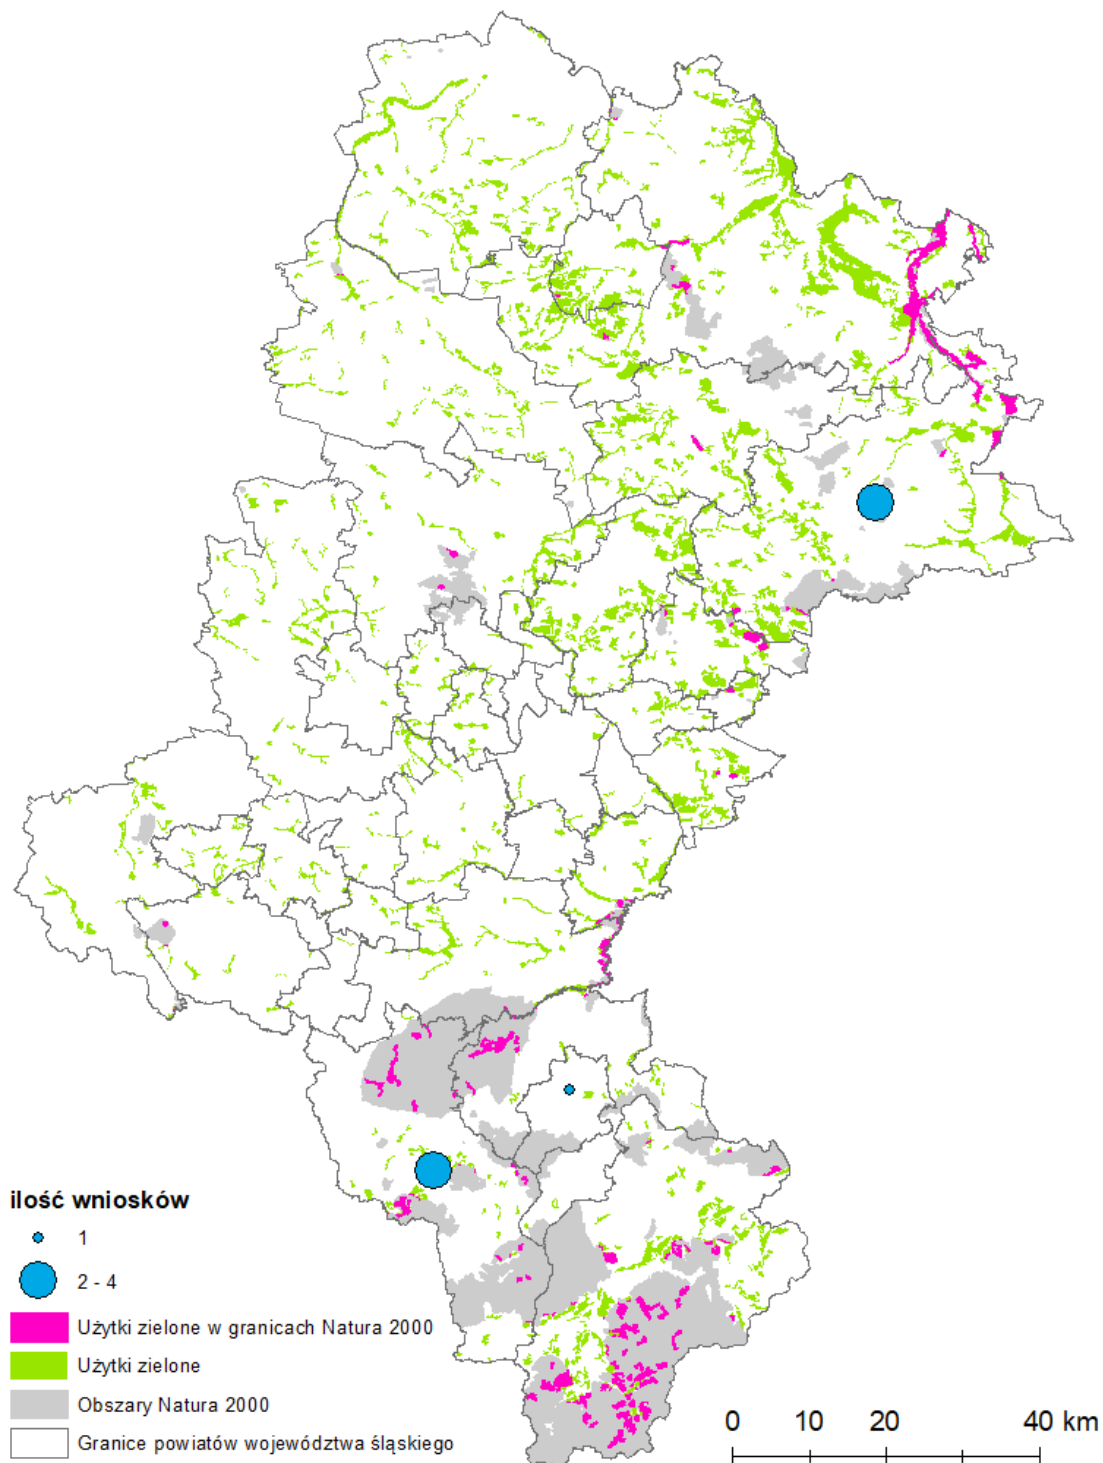 ilość wniosków
1
2 - 4
Użytki zielone w granicach Natura 2000
Użytki zielone
Obszary Natura 2000
Granice powiatów województwa śląskiego
0 10 20 40 km